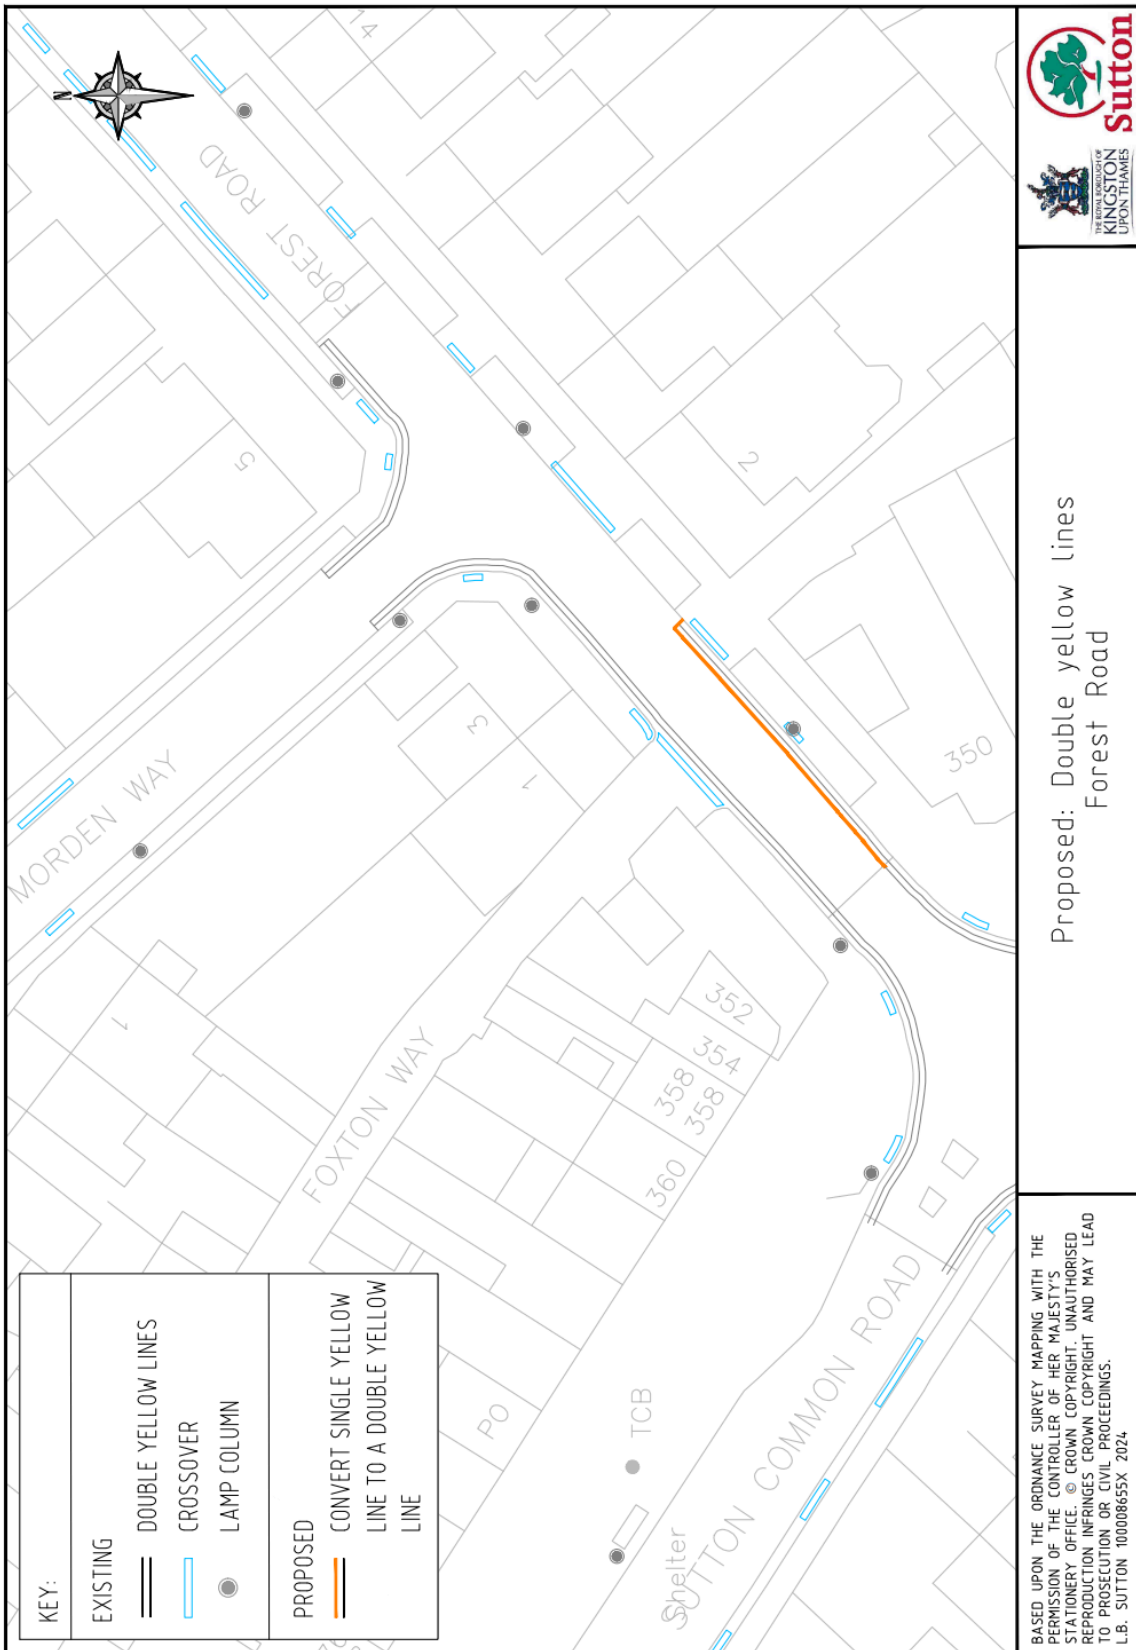 KEY:
EXISTING
DOUBLE YELLOW LINES
CROSSOVER
LAMP COLUMN
PROPOSED
CONVERT SINGLE YELLOW
LINE TO A DOUBLE YELLOW
LINE
N
MORDEN WAY
FOREST ROAD
FOXTON WAY
SUTTON COMMON ROAD
14
5
2
3
1
1
350
352
354
358
358
360
PO
TCB
Shelter
BASED UPON THE ORDNANCE SURVEY MAPPING WITH THE
PERMISSION OF THE CONTROLLER OF HER MAJESTY'S
STATIONERY OFFICE. © CROWN COPYRIGHT. UNAUTHORISED
REPRODUCTION INFRINGES CROWN COPYRIGHT AND MAY LEAD
TO PROSECUTION OR CIVIL PROCEEDINGS.
L.B. SUTTON 100008655X 2024
Proposed: Double yellow lines
Forest Road
THE ROYAL BOROUGH OF
KINGSTON
UPON THAMES
Sutton